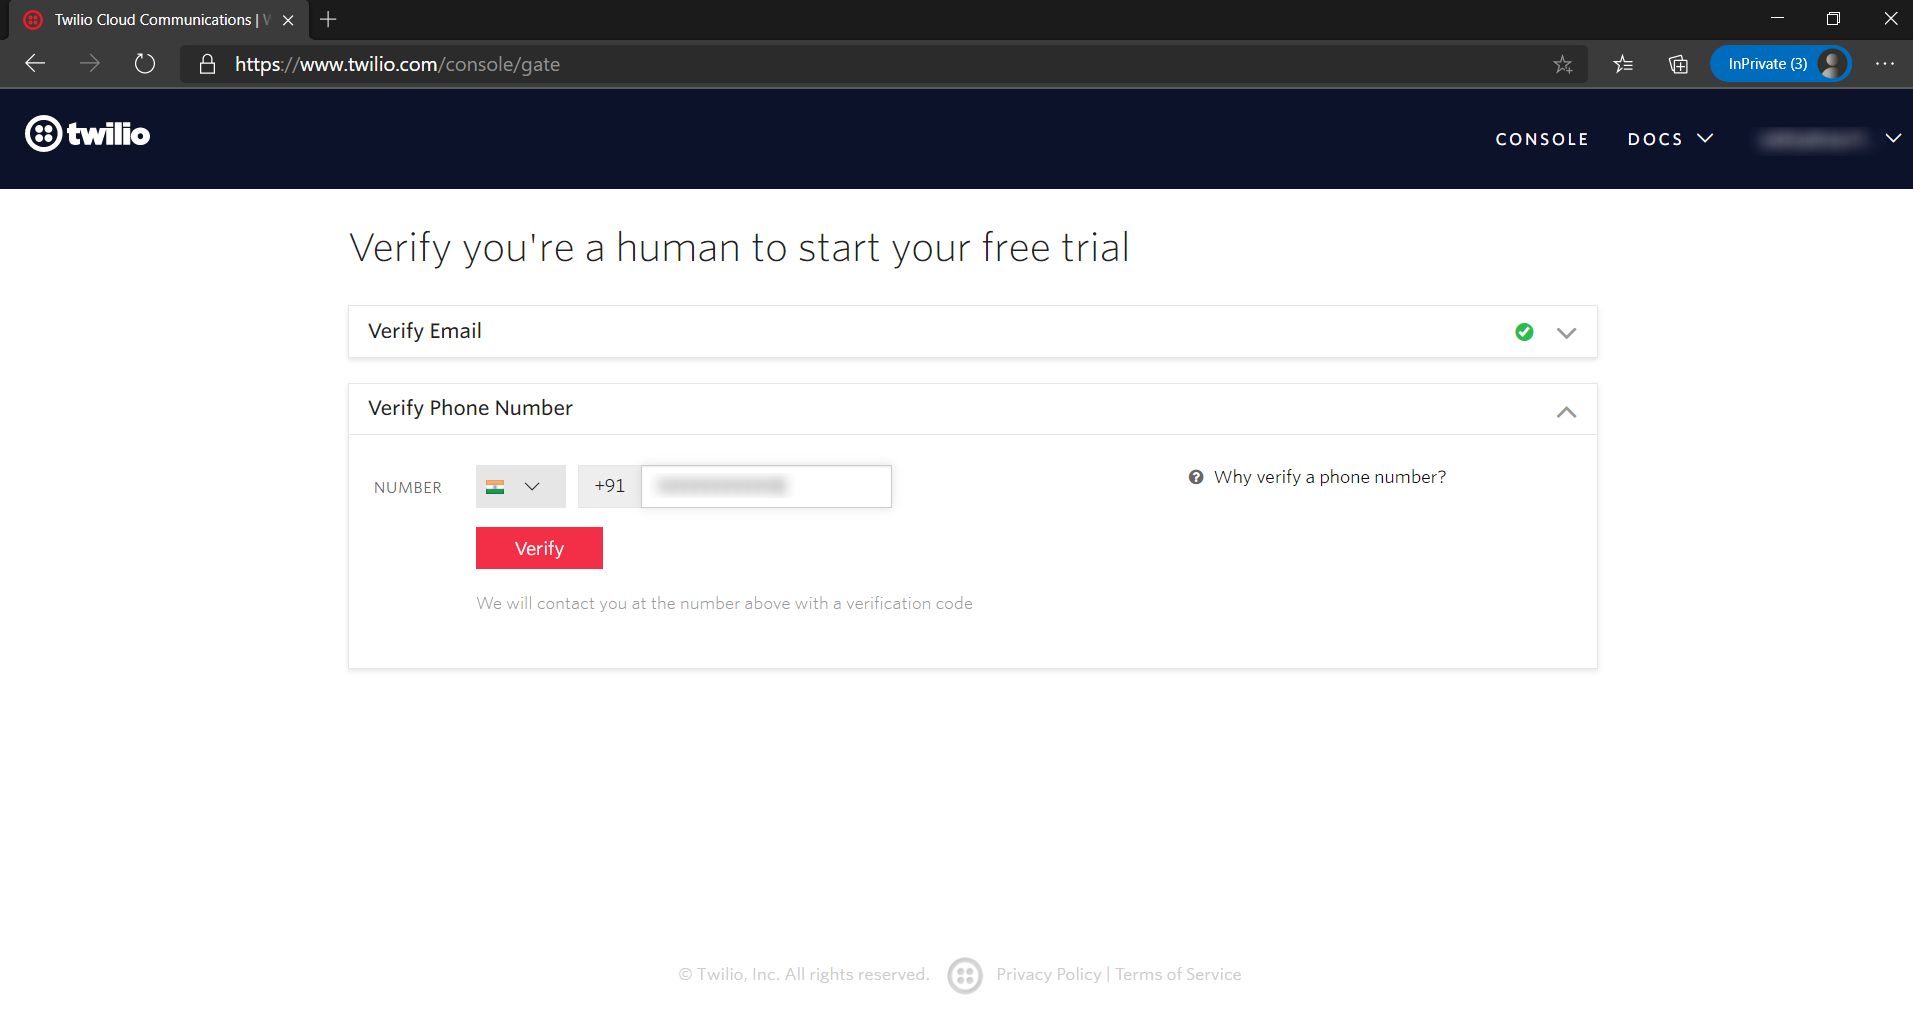 Twilio Cloud Communications |
https://www.twilio.com/console/gate
InPrivate (3)
twilio
CONSOLE
DOCS
Verify you're a human to start your free trial
Verify Email
Verify Phone Number
NUMBER
+91
Why verify a phone number?
Verify
We will contact you at the number above with a verification code
© Twilio, Inc. All rights reserved.
Privacy Policy | Terms of Service